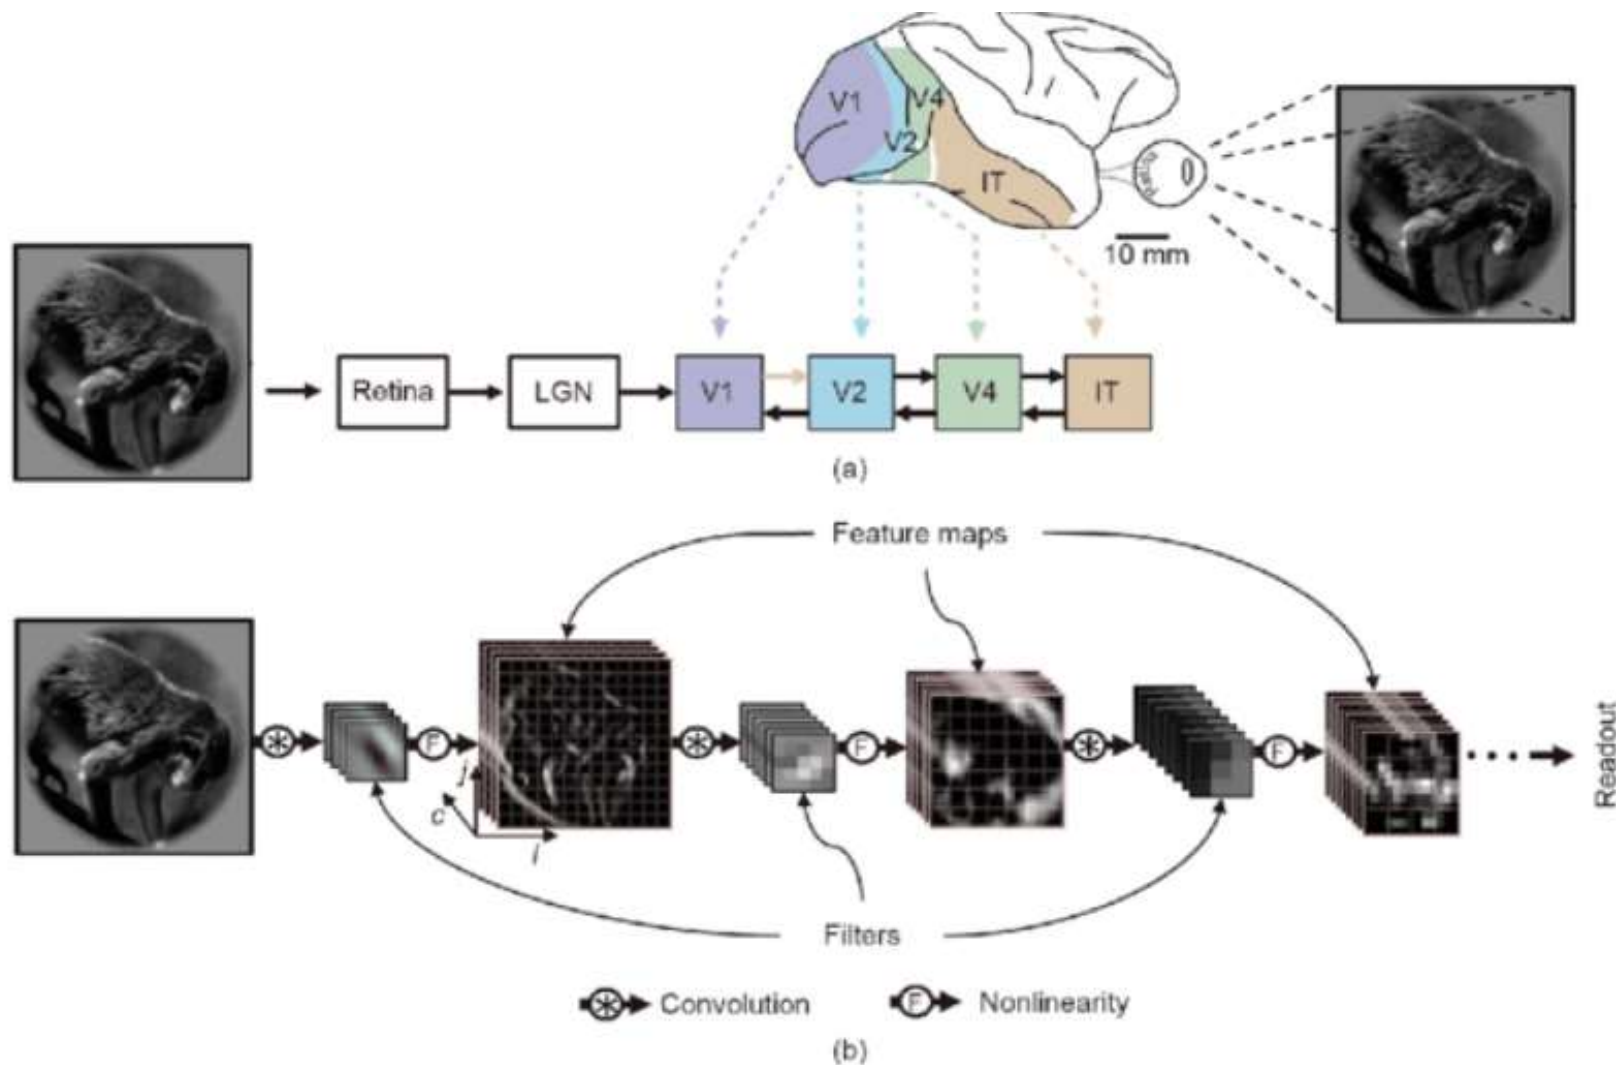 V1
V4
V2
IT
10 mm
Retina
LGN
V1
V2
V4
IT
(a)
Feature maps
F
F
F
j
c
i
Readout
Filters
Convolution
F Nonlinearity
(b)